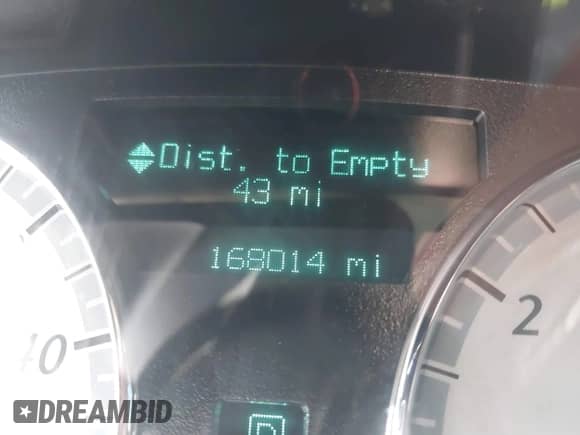 Dist. to Empty
43 mi
168014 mi
2
40
D
DREAMBID